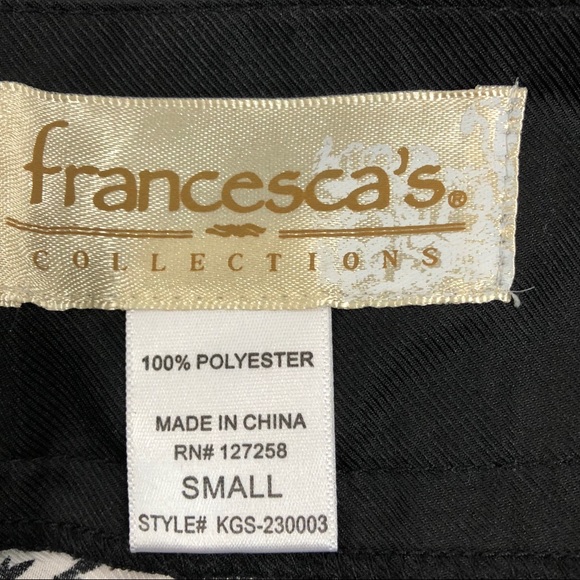 francesca's®
COLLECTIONS
100% POLYESTER
MADE IN CHINA
RN# 127258
SMALL
STYLE# KGS-230003